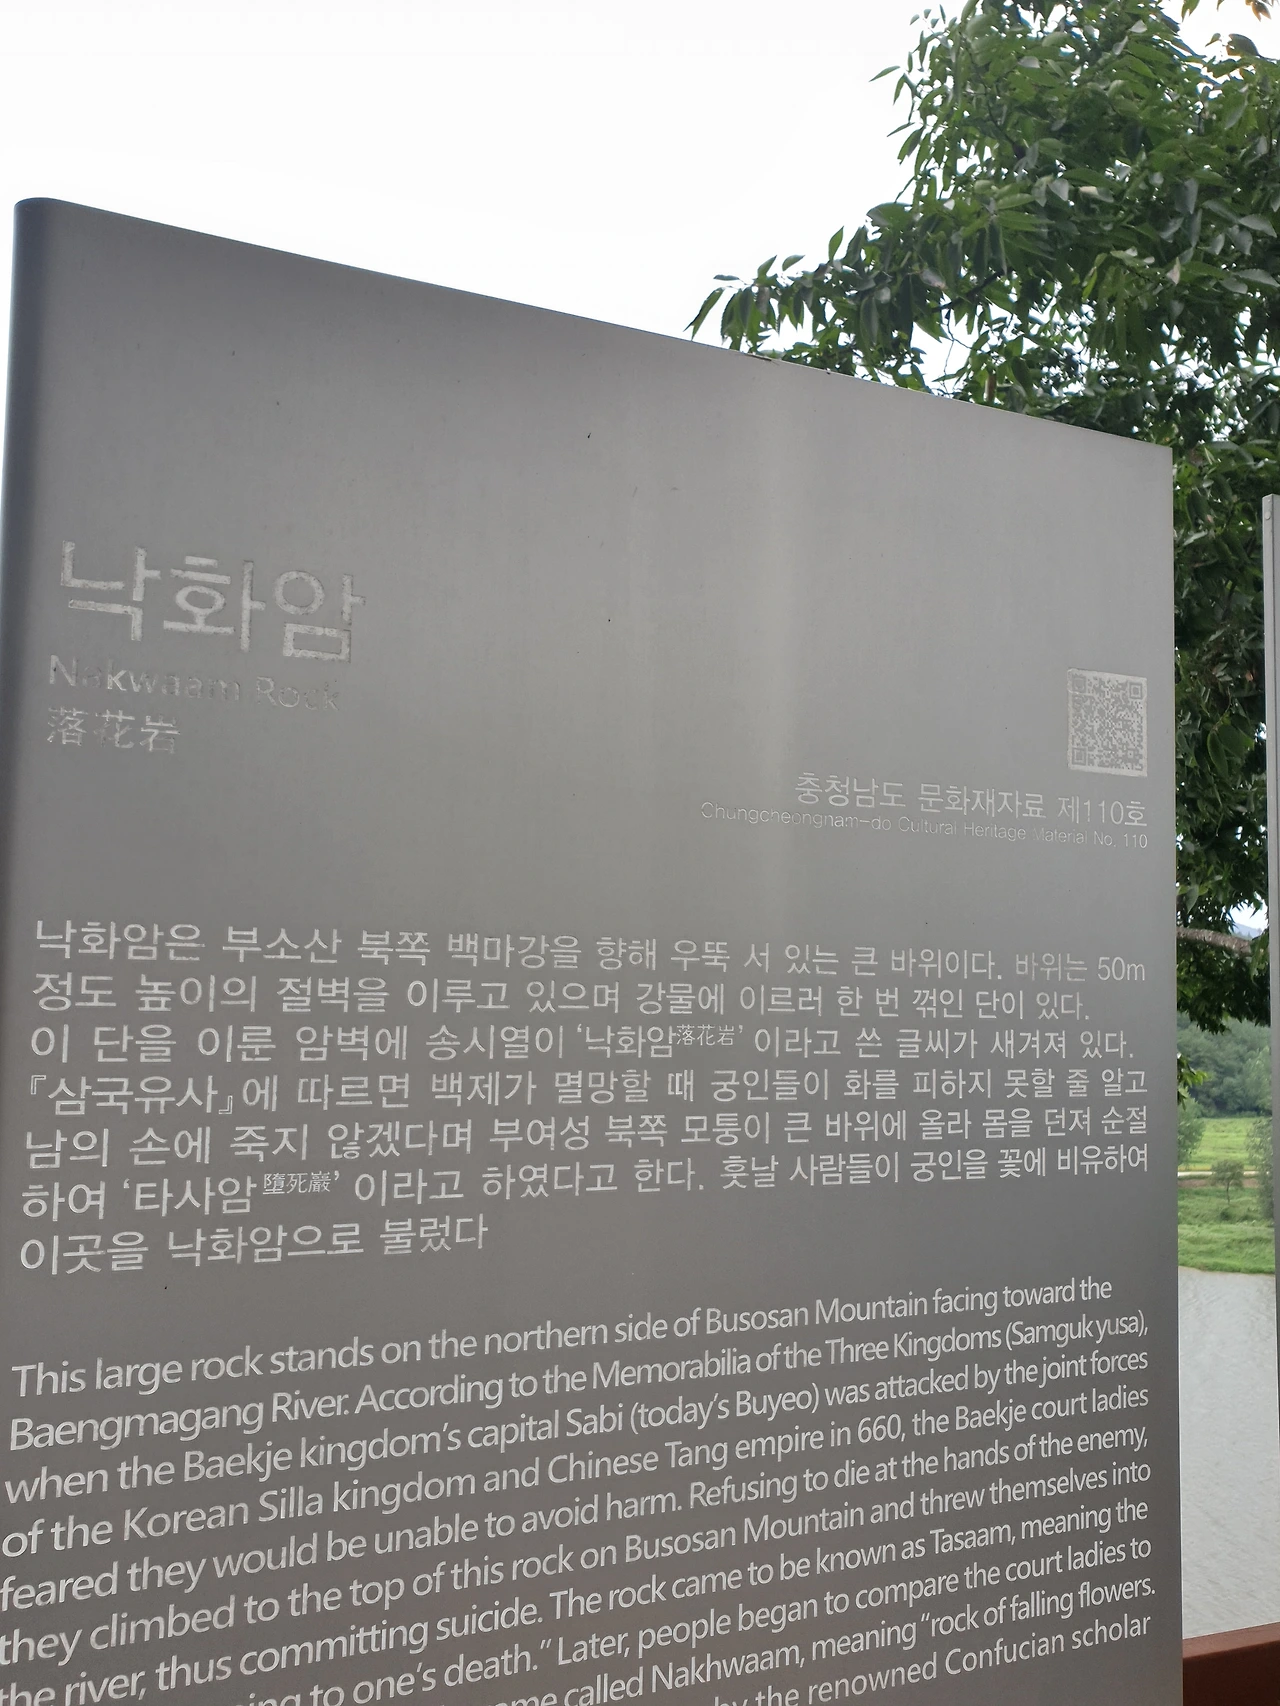 낙화암
Nakwaam Rock
落花岩
충청남도 문화재자료 제110호
Chungcheongnam-do Cultural Heritage Material No. 110
낙화암은 부소산 북쪽 백마강을 향해 우뚝 서 있는 큰 바위이다. 바위는 50m
정도 높이의 절벽을 이루고 있으며 강물에 이르러 한 번 꺾인 단이 있다.
이 단을 이룬 암벽에 송시열이 ‘낙화암落花岩’ 이라고 쓴 글씨가 새겨져 있다.
『삼국유사』에 따르면 백제가 멸망할 때 궁인들이 화를 피하지 못할 줄 알고
남의 손에 죽지 않겠다며 부여성 북쪽 모퉁이 큰 바위에 올라 몸을 던져 순절
하여 ‘타사암墮死巖’ 이라고 하였다고 한다. 훗날 사람들이 궁인을 꽃에 비유하여
이곳을 낙화암으로 불렀다
This large rock stands on the northern side of Busosan Mountain facing toward the
Baengmagang River. According to the Memorabilia of the Three Kingdoms (Samguk yusa),
when the Baekje kingdom’s capital Sabi (today’s Buyeo) was attacked by the joint forces
of the Korean Silla kingdom and Chinese Tang empire in 660, the Baekje court ladies
feared they would be unable to avoid harm. Refusing to die at the hands of the enemy,
they climbed to the top of this rock on Busosan Mountain and threw themselves into
the river, thus committing suicide. The rock came to be known as Tasaam, meaning the
to one’s death.” Later, people began to compare the court ladies to
called Nakhwaam, meaning “rock of falling flowers.
the renowned Confucian scholar